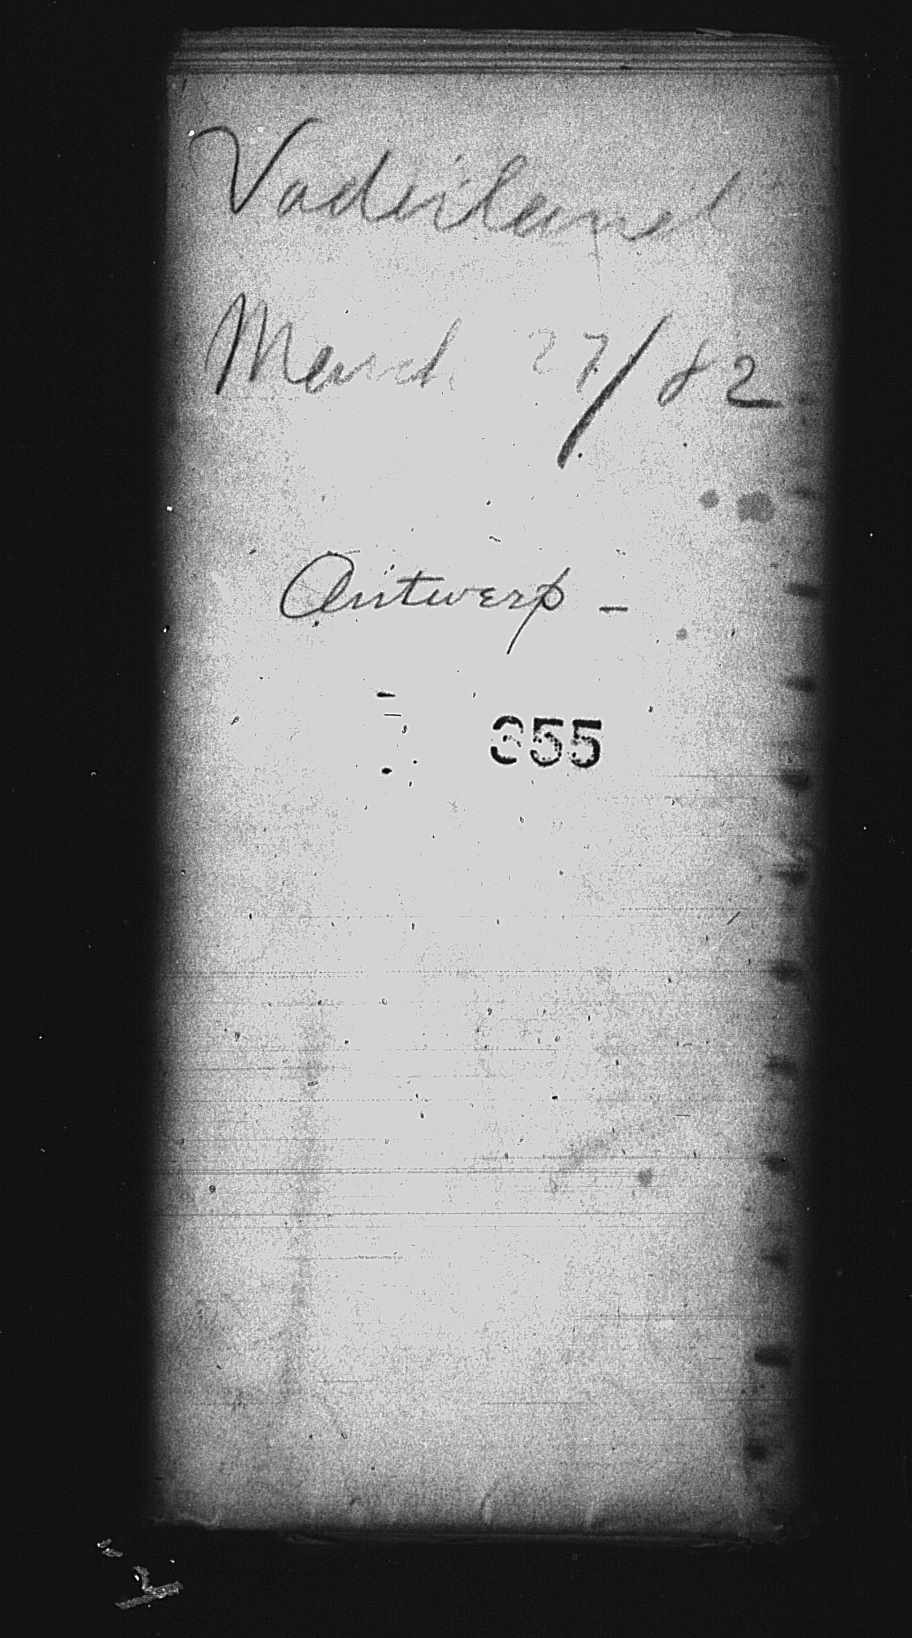 Vaderland
March 27/82
Antwerp -
355